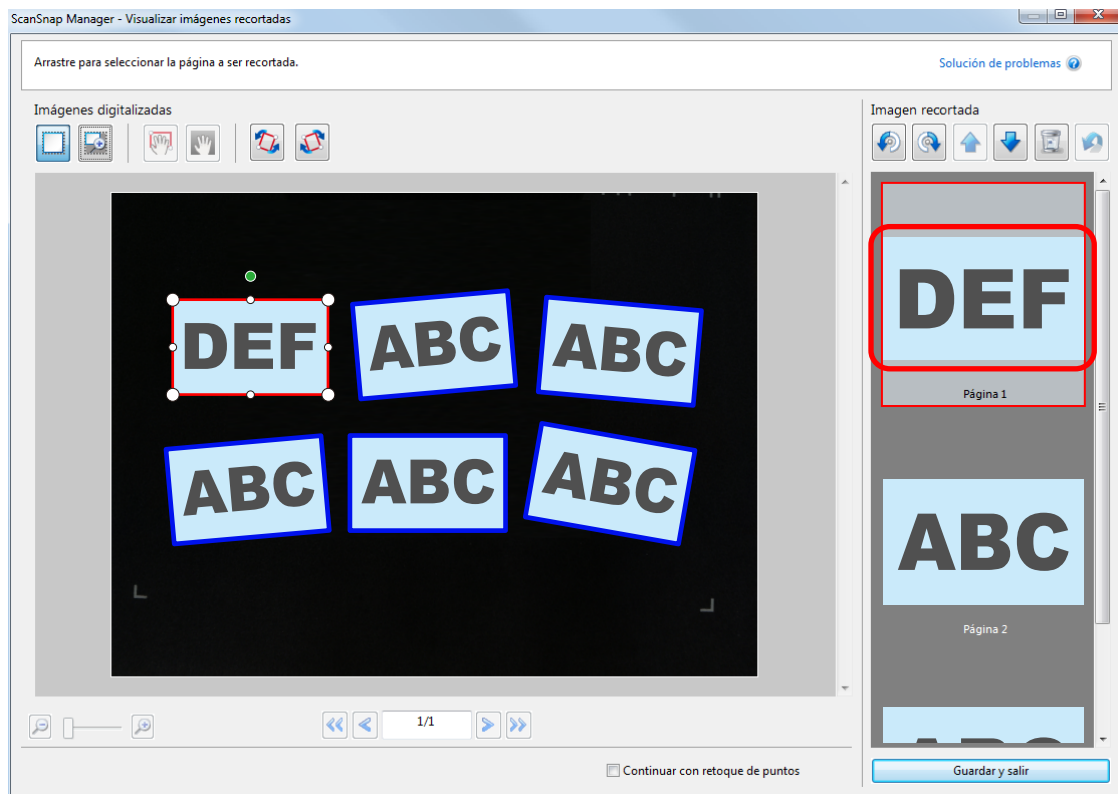 ScanSnap Manager - Visualizar imágenes recortadas
Arrastre para seleccionar la página a ser recortada.
Solución de problemas
Imágenes digitalizadas
Imagen recortada
DEF
ABC
ABC
ABC
ABC
ABC
DEF
Página 1
ABC
Página 2
1/1
Continuar con retoque de puntos
Guardar y salir